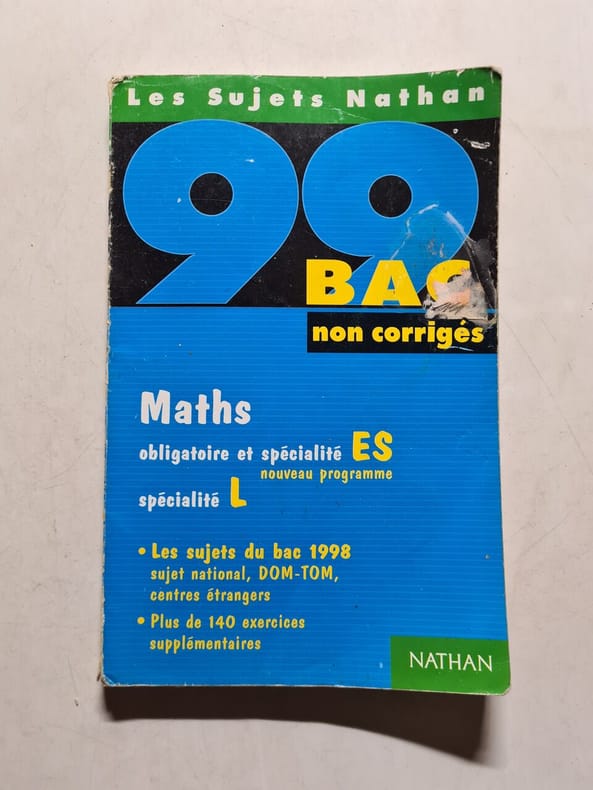 Les Sujets Nathan
99
BAC
non corrigés
Maths
obligatoire et spécialité ES
nouveau programme
spécialité L
• Les sujets du bac 1998
sujet national, DOM-TOM,
centres étrangers
• Plus de 140 exercices
supplémentaires
NATHAN